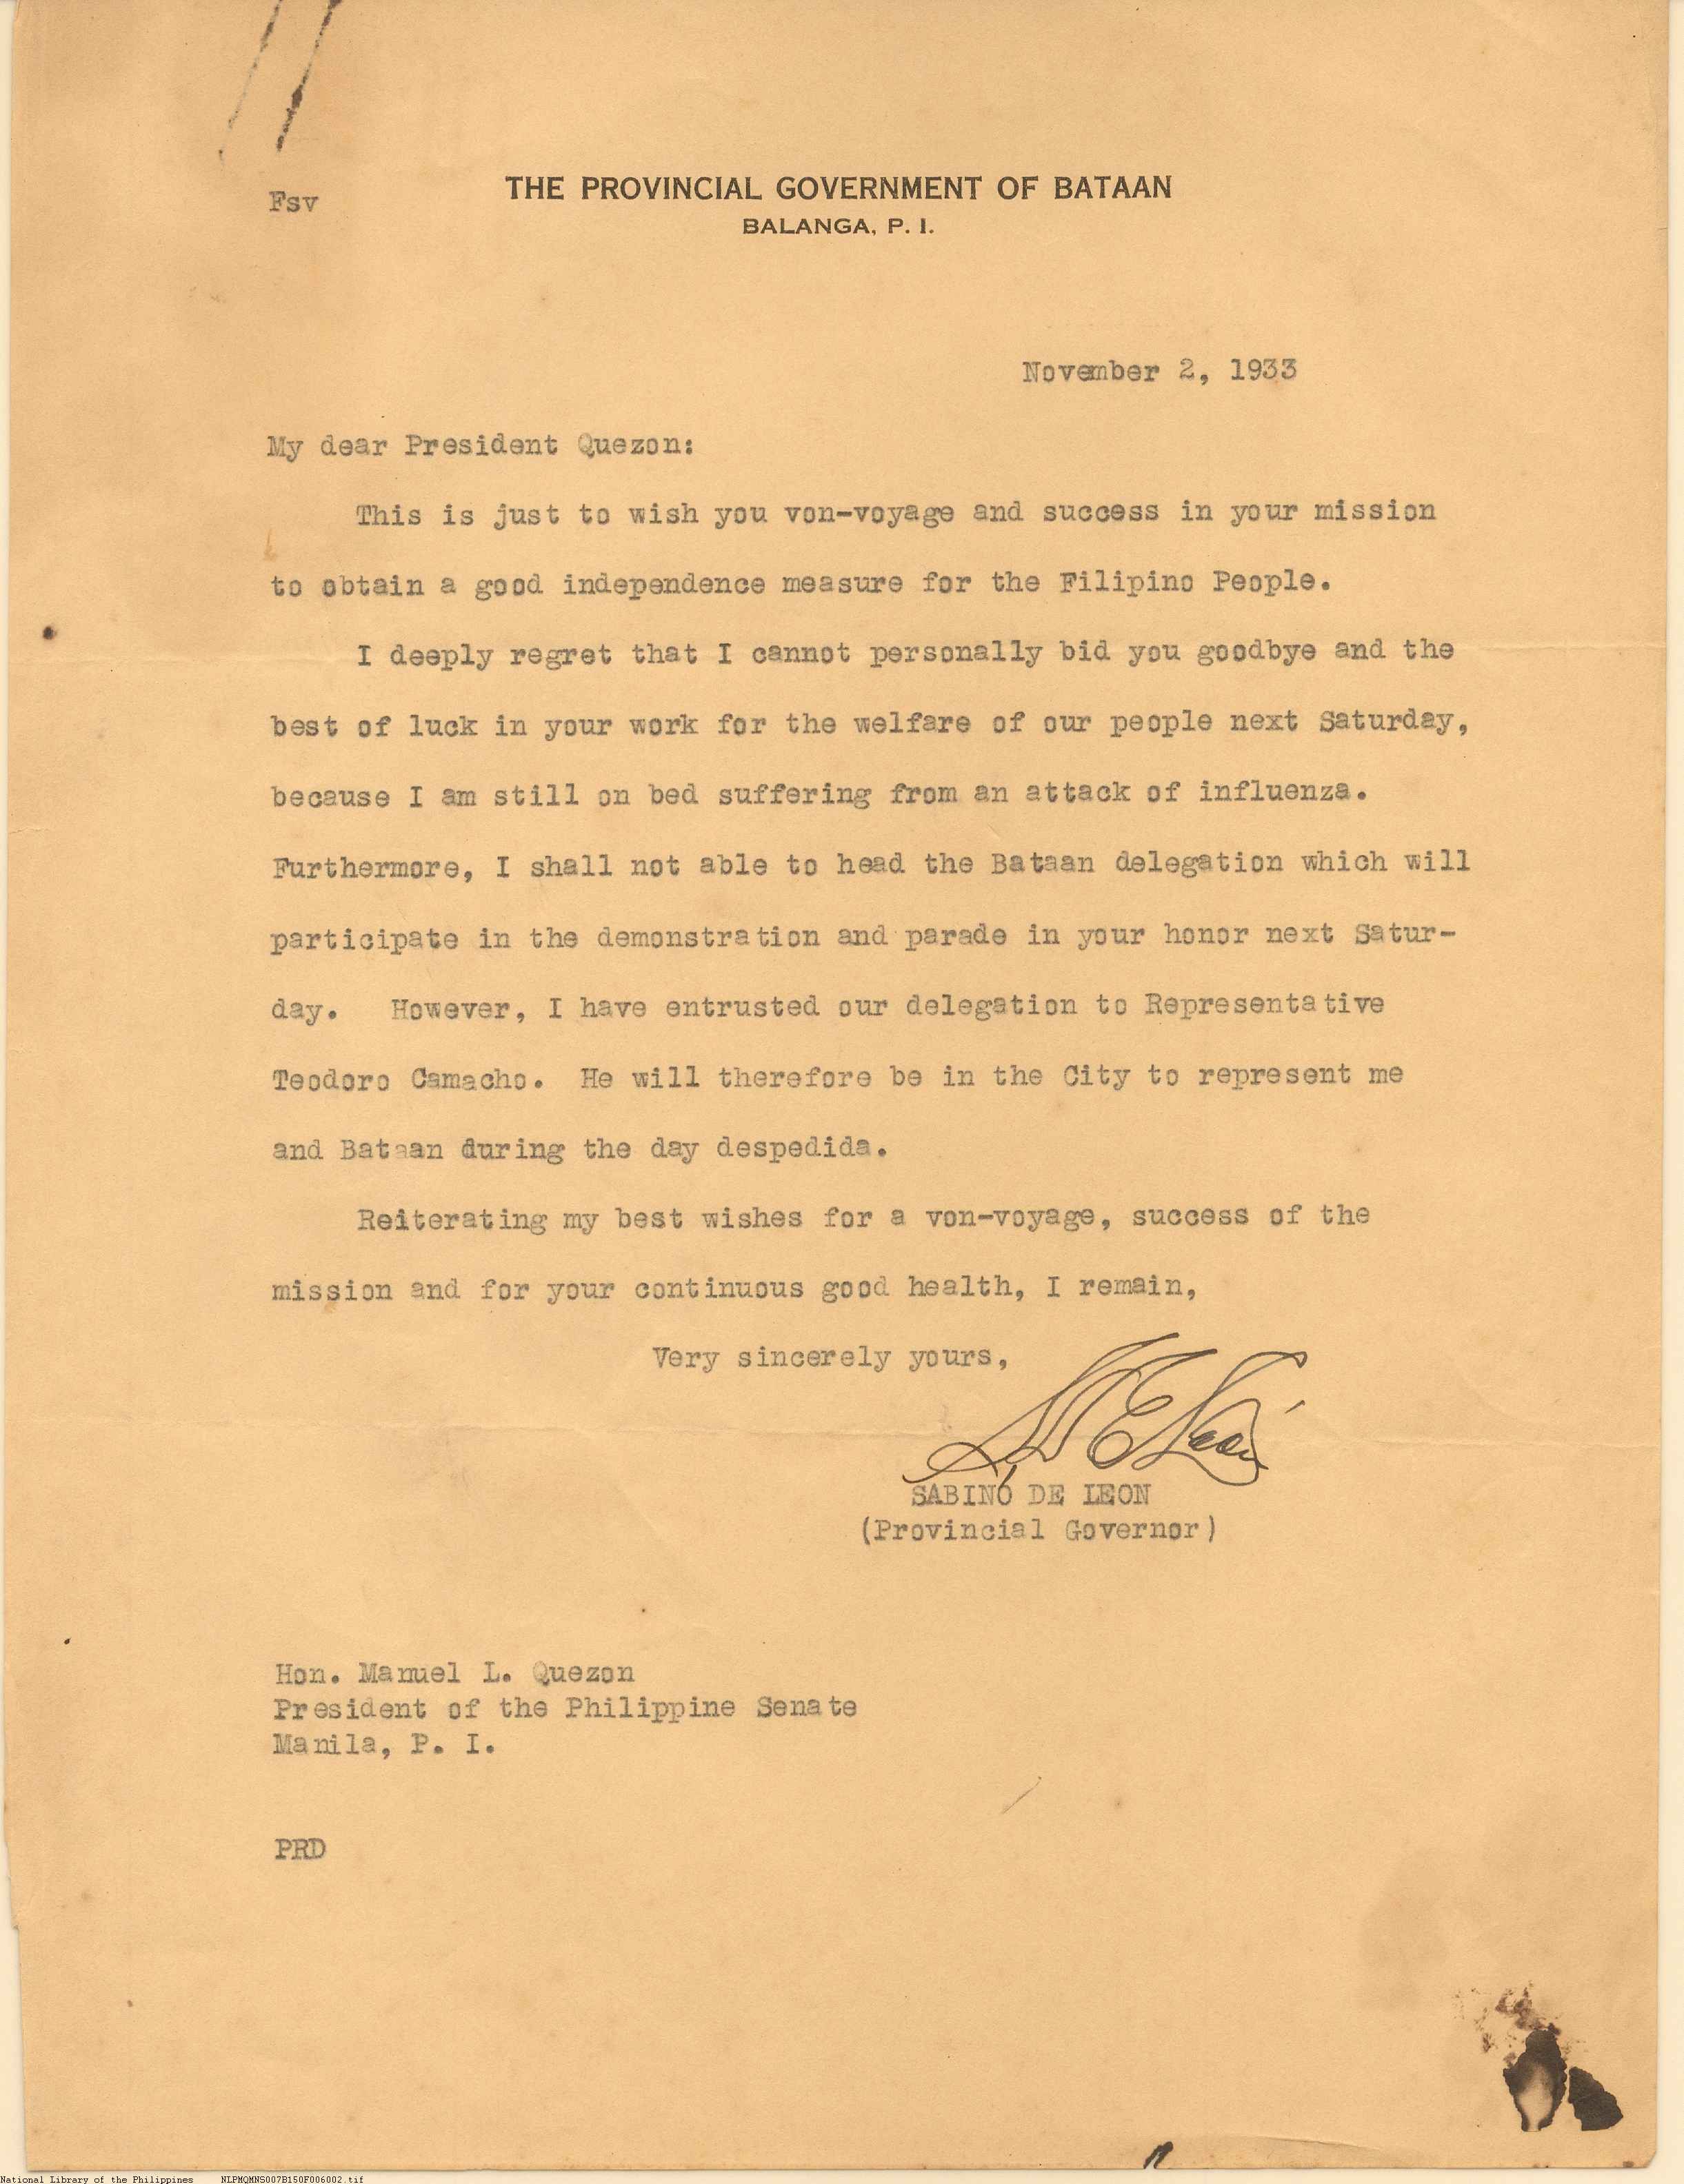 Fsv
THE PROVINCIAL GOVERNMENT OF BATAAN
BALANGA, P. I.
November 2, 1933
My dear President Quezon:
This is just to wish you von-voyage and success in your mission
to obtain a good independence measure for the Filipino People.
I deeply regret that I cannot personally bid you goodbye and the
best of luck in your work for the welfare of our people next Saturday,
because I am still on bed suffering from an attack of influenza.
Furthermore, I shall not able to head the Bataan delegation which will
participate in the demonstration and parade in your honor next Satur-
day. However, I have entrusted our delegation to Representative
Teodoro Camacho. He will therefore be in the City to represent me
and Bataan during the day despedida.
Reiterating my best wishes for a von-voyage, success of the
mission and for your continuous good health, I remain,
Very sincerely yours,
S. DE León
SABINO DE LEON
(Provincial Governor)
Hon. Manuel L. Quezon
President of the Philippine Senate
Manila, P. I.
PRD
National Library of the Philippines NLPMQMNS007B150F006002.tif